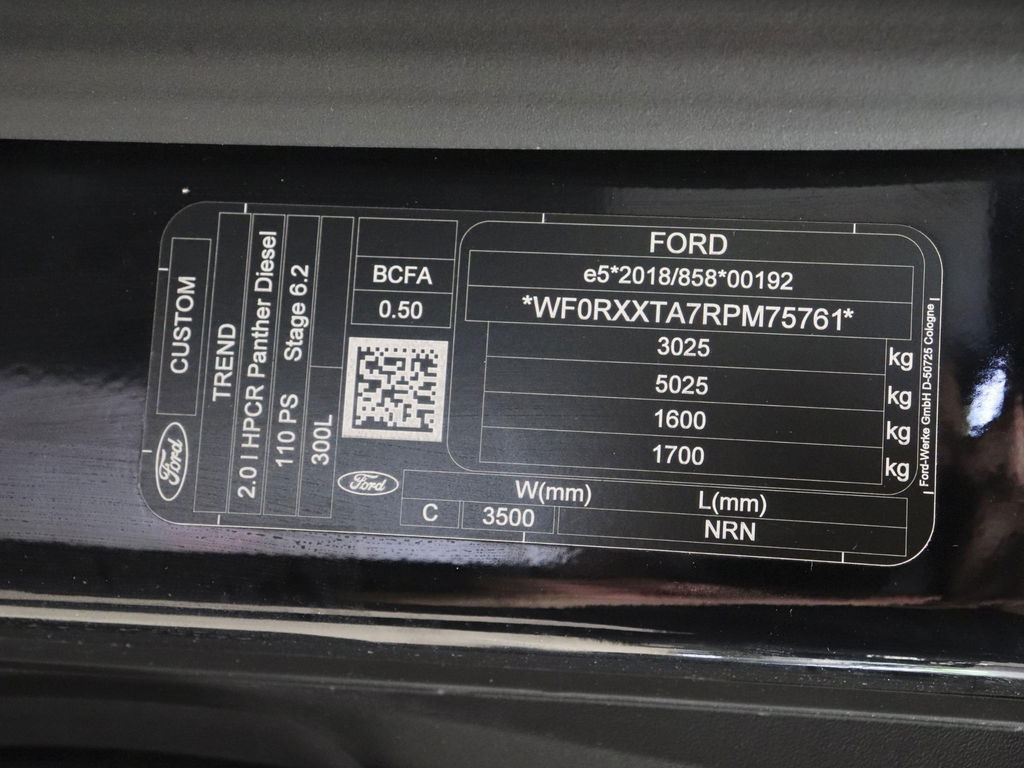 FORD
e5*2018/858*00192
*WF0RXXTA7RPM75761*
3025 kg
5025 kg
1600 kg
1700 kg
Ford-Werke GmbH D-50725 Cologne
BCFA
0.50
CUSTOM
TREND
2.0 l HPCR Panther Diesel
110 PS Stage 6.2
300L
Ford
Ford
W(mm) L(mm)
C 3500 NRN